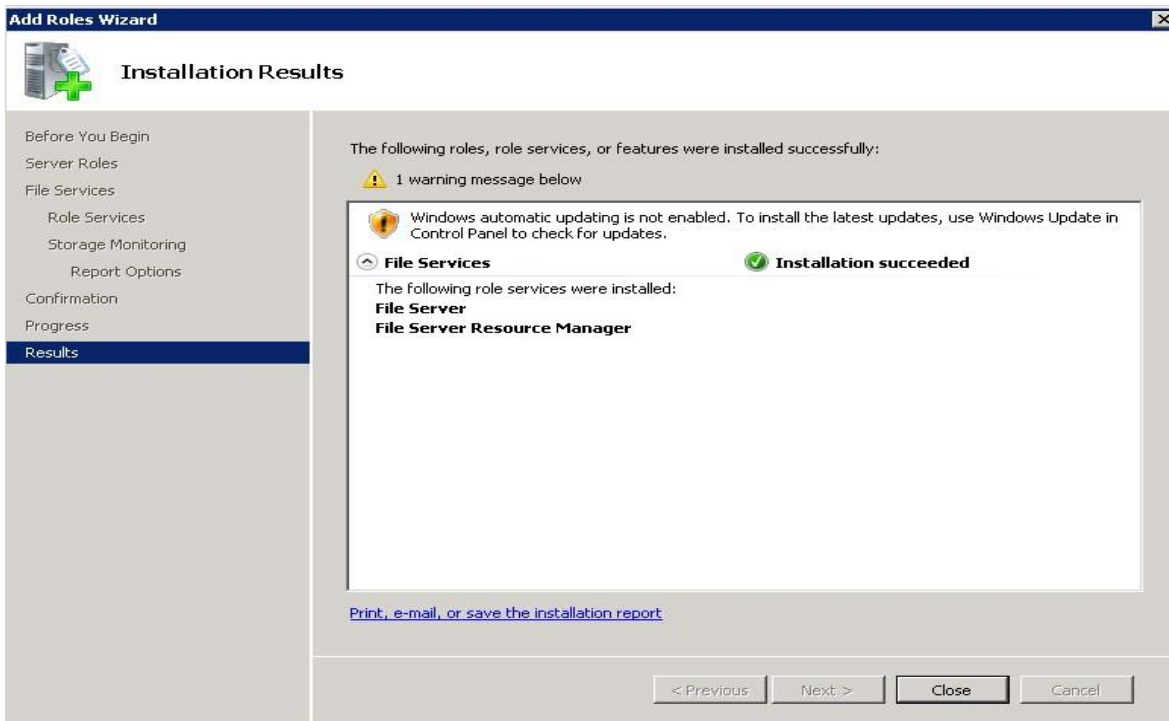 Add Roles Wizard
Installation Results
Before You Begin
Server Roles
File Services
Role Services
Storage Monitoring
Report Options
Confirmation
Progress
Results
The following roles, role services, or features were installed successfully:
1 warning message below
Windows automatic updating is not enabled. To install the latest updates, use Windows Update in
Control Panel to check for updates.
File Services Installation succeeded
The following role services were installed:
File Server
File Server Resource Manager
Print, e-mail, or save the installation report
< Previous Next > Close Cancel